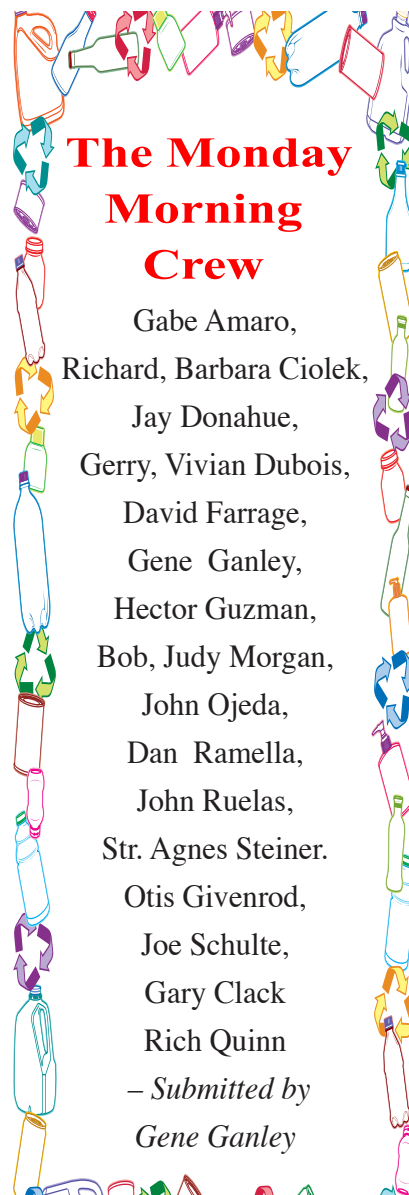 The Monday
Morning
Crew
Gabe Amaro,
Richard, Barbara Ciolek,
Jay Donahue,
Gerry, Vivian Dubois,
David Farrage,
Gene  Ganley,
Hector Guzman,
Bob, Judy Morgan,
John Ojeda,
Dan  Ramella,
John Ruelas,
Str. Agnes Steiner.
Otis Givenrod,
Joe Schulte,
Gary Clack
Rich Quinn
– Submitted by
Gene Ganley